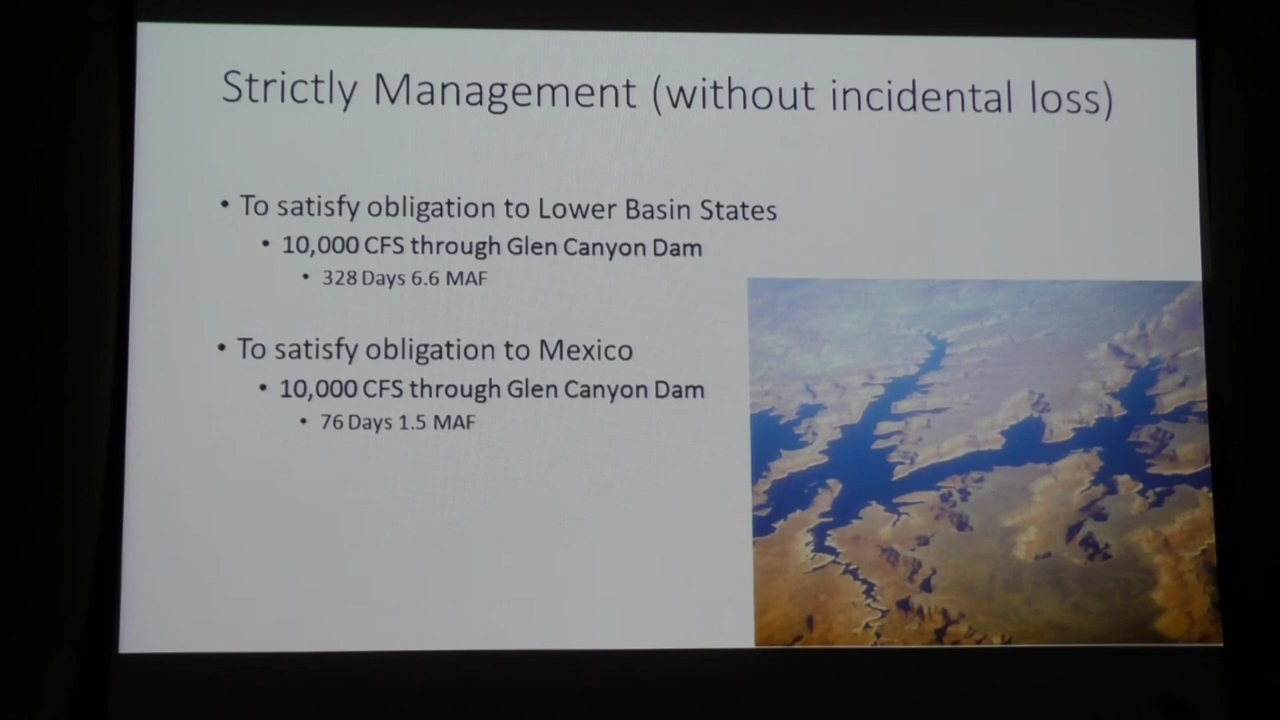 Strictly Management (without incidental loss)
• To satisfy obligation to Lower Basin States
• 10,000 CFS through Glen Canyon Dam
• 328 Days 6.6 MAF
• To satisfy obligation to Mexico
• 10,000 CFS through Glen Canyon Dam
• 76 Days 1.5 MAF